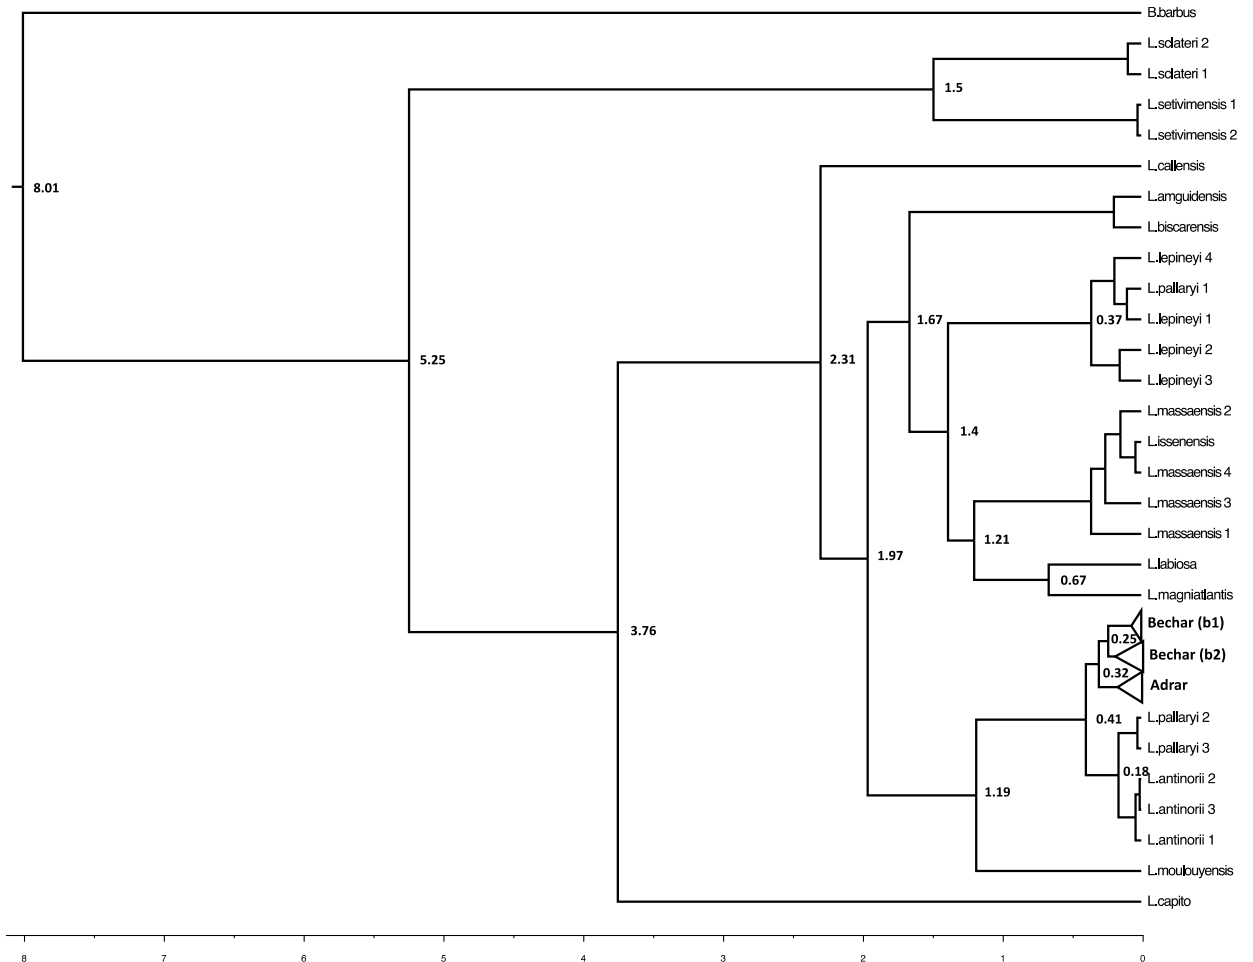 B.barbus
L.sclateri 2
L.sclateri 1
1.5
L.setivimensis 1
L.setivimensis 2
L.callensis
8.01
L.amguidensis
L.biscarensis
L.lepineyi 4
L.pallaryi 1
1.67
0.37
L.lepineyi 1
L.lepineyi 2
5.25
2.31
L.lepineyi 3
L.massaensis 2
1.4
L.issenensis
L.massaensis 4
L.massaensis 3
L.massaensis 1
1.21
1.97
L.labiosa
0.67
L.magniatlantis
Bechar (b1)
3.76
0.25
Bechar (b2)
0.32
Adrar
0.41
L.pallaryi 2
L.pallaryi 3
0.18
L.antinorii 2
1.19
L.antinorii 3
L.antinorii 1
L.moulouyensis
L.capito
8 7 6 5 4 3 2 1 0